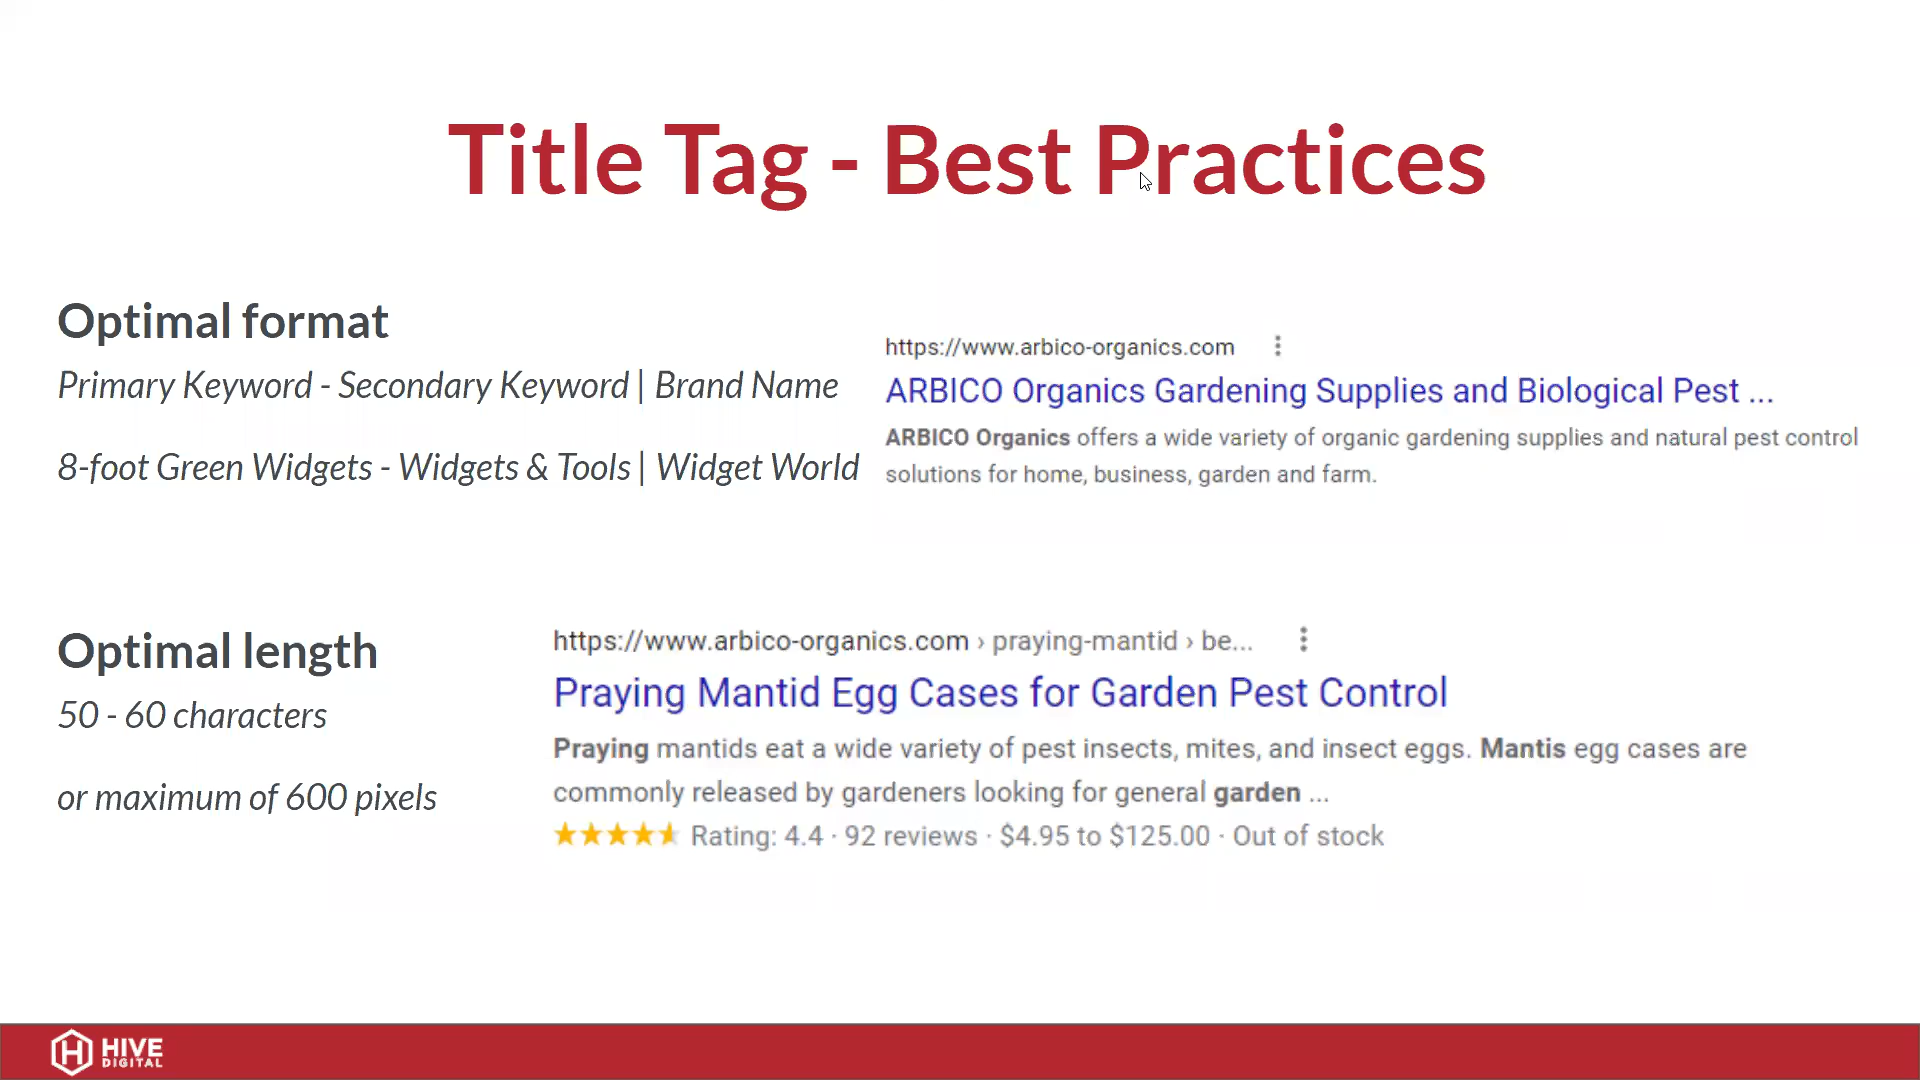 Title Tag - Best Practices
Optimal format
Primary Keyword - Secondary Keyword | Brand Name
8-foot Green Widgets - Widgets & Tools | Widget World
https://www.arbico-organics.com
ARBICO Organics Gardening Supplies and Biological Pest ...
ARBICO Organics offers a wide variety of organic gardening supplies and natural pest control
solutions for home, business, garden and farm.
Optimal length
50 - 60 characters
or maximum of 600 pixels
https://www.arbico-organics.com › praying-mantid › be...
Praying Mantid Egg Cases for Garden Pest Control
Praying mantids eat a wide variety of pest insects, mites, and insect eggs. Mantis egg cases are
commonly released by gardeners looking for general garden ...
Rating: 4.4 · 92 reviews · $4.95 to $125.00 · Out of stock
HIVE
DIGITAL